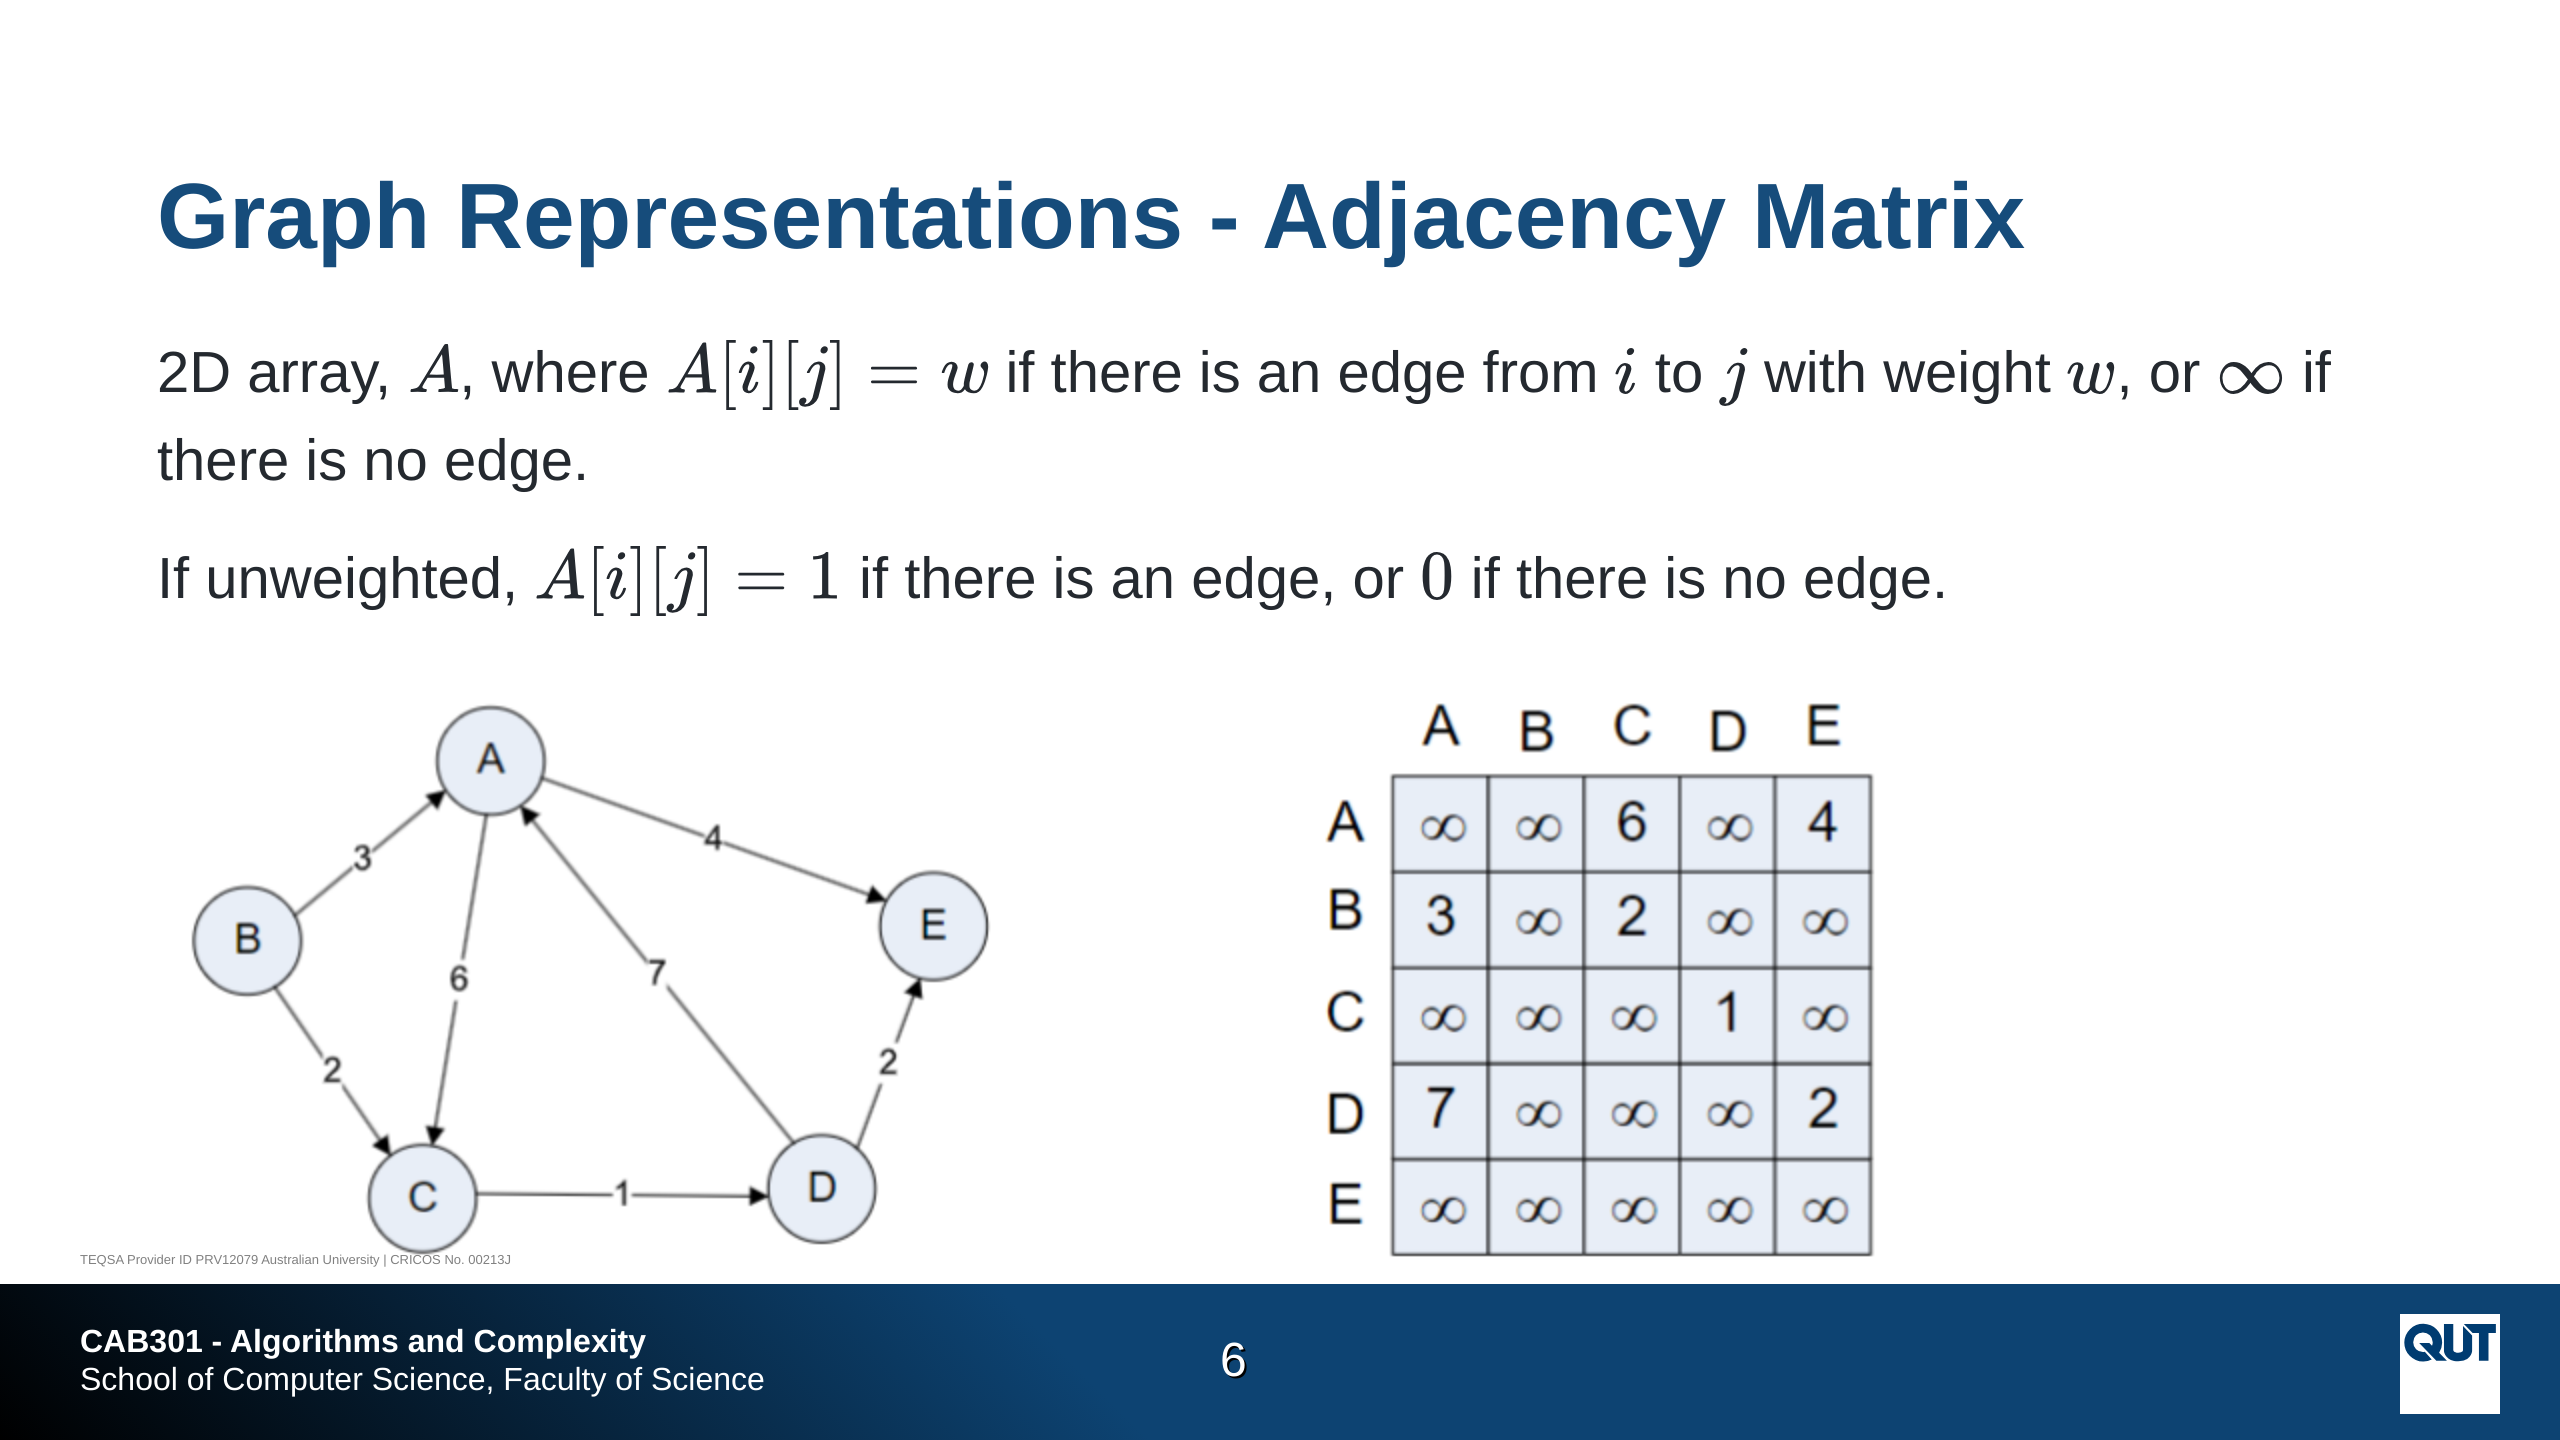 Graph Representations - Adjacency Matrix
2D array, A, where A[i][j] = w if there is an edge from i to j with weight w, or ∞ if
there is no edge.
If unweighted, A[i][j] = 1 if there is an edge, or 0 if there is no edge.
A
4
3
E
B
6
7
2
2
C
1
D
A B C D E
A ∞ ∞ 6 ∞ 4
B 3 ∞ 2 ∞ ∞
C ∞ ∞ ∞ 1 ∞
D 7 ∞ ∞ ∞ 2
E ∞ ∞ ∞ ∞ ∞
TEQSA Provider ID PRV12079 Australian University | CRICOS No. 00213J
CAB301 - Algorithms and Complexity
School of Computer Science, Faculty of Science
6
QUT